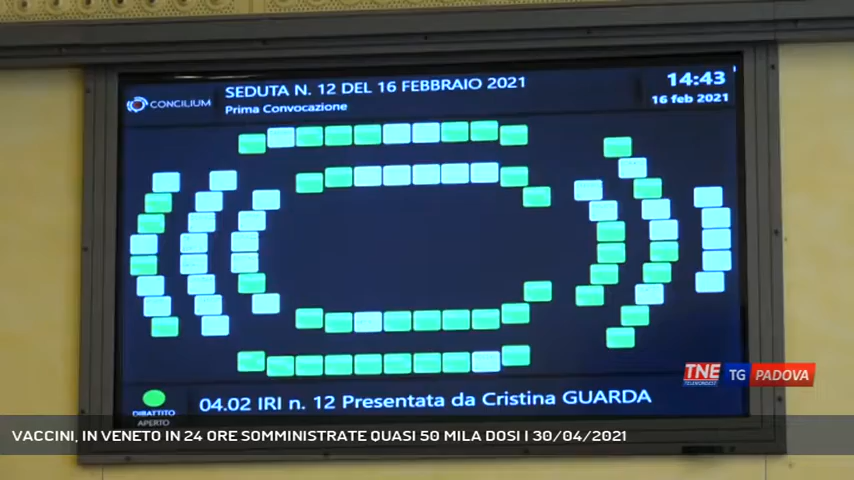 CONCILIUM
SEDUTA N. 12 DEL 16 FEBBRAIO 2021
Prima Convocazione
14:43
16 feb 2021
DIBATTITO
APERTO
04.02 IRI n. 12 Presentata da Cristina GUARDA
TNE
TELENORDEST
TG PADOVA
VACCINI, IN VENETO IN 24 ORE SOMMINISTRATE QUASI 50 MILA DOSI | 30/04/2021